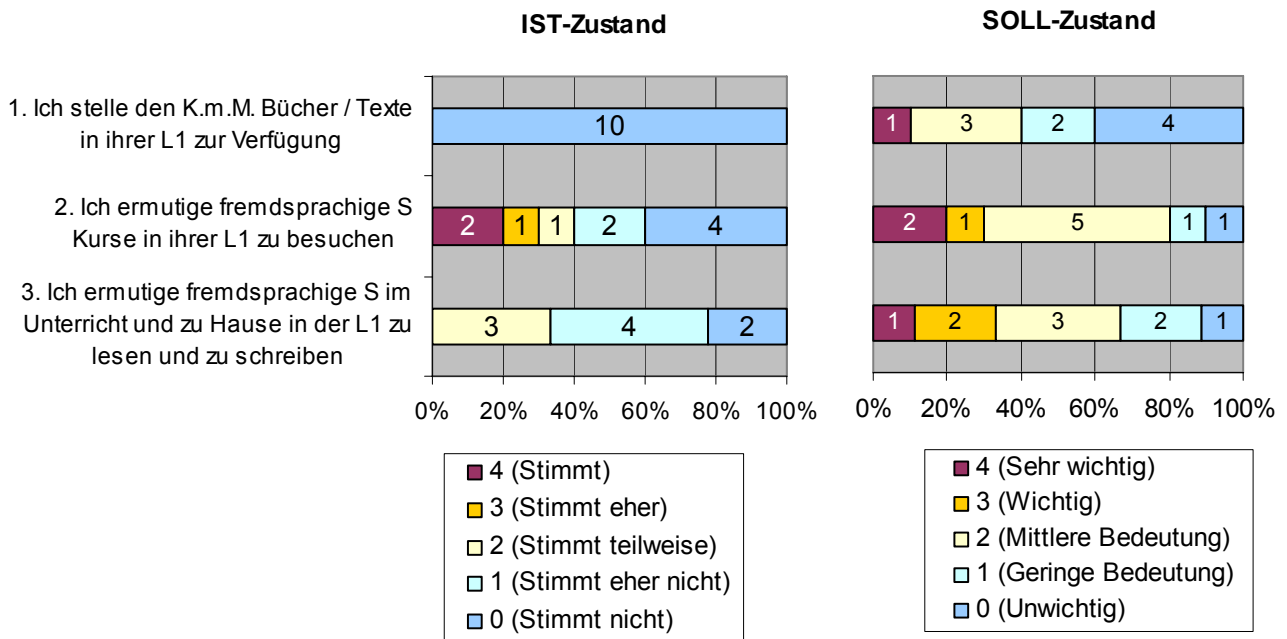 IST-Zustand
SOLL-Zustand
1. Ich stelle den K.m.M. Bücher / Texte
in ihrer L1 zur Verfügung
10
1 3 2 4
2. Ich ermutige fremdsprachige S
Kurse in ihrer L1 zu besuchen
2 1 1 2 4
2 1 5 1 1
3. Ich ermutige fremdsprachige S im
Unterricht und zu Hause in der L1 zu
lesen und zu schreiben
3 4 2
1 2 3 2 1
0% 20% 40% 60% 80% 100%
0% 20% 40% 60% 80% 100%
4 (Stimmt)
3 (Stimmt eher)
2 (Stimmt teilweise)
1 (Stimmt eher nicht)
0 (Stimmt nicht)
4 (Sehr wichtig)
3 (Wichtig)
2 (Mittlere Bedeutung)
1 (Geringe Bedeutung)
0 (Unwichtig)